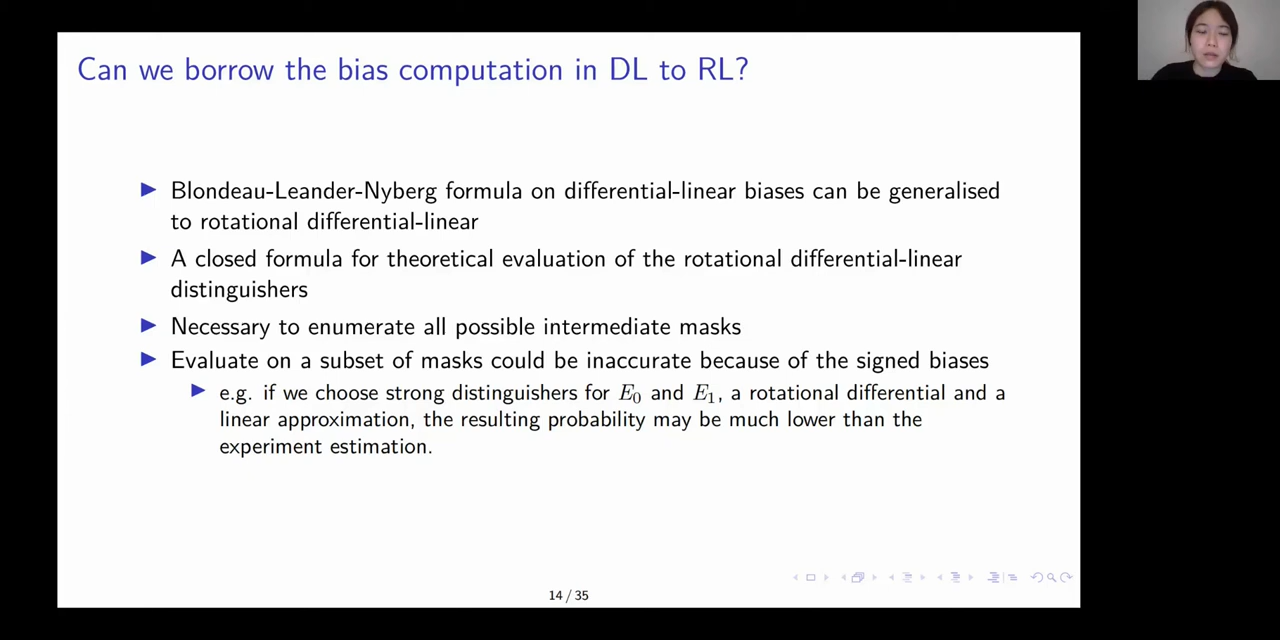 Can we borrow the bias computation in DL to RL?
▶ Blondeau-Leander-Nyberg formula on differential-linear biases can be generalised
to rotational differential-linear
▶ A closed formula for theoretical evaluation of the rotational differential-linear
distinguishers
▶ Necessary to enumerate all possible intermediate masks
▶ Evaluate on a subset of masks could be inaccurate because of the signed biases
▶ e.g. if we choose strong distinguishers for E₀ and E₁, a rotational differential and a
linear approximation, the resulting probability may be much lower than the
experiment estimation.
14 / 35